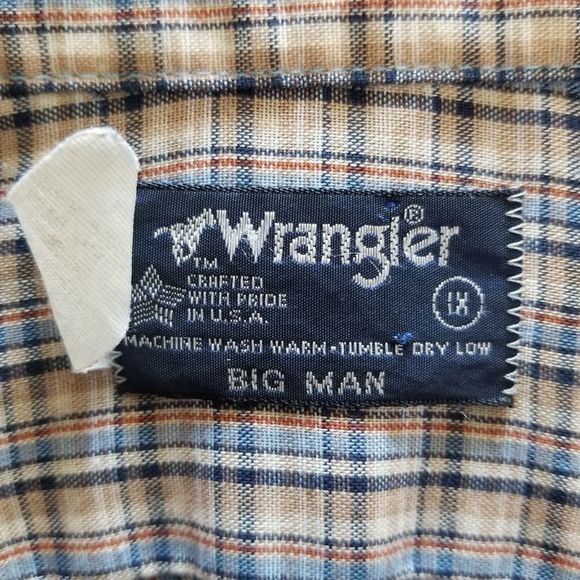 Wrangler®
TM
CRAFTED
WITH PRIDE
IN U.S.A.
1X
MACHINE WASH WARM•TUMBLE DRY LOW
BIG MAN